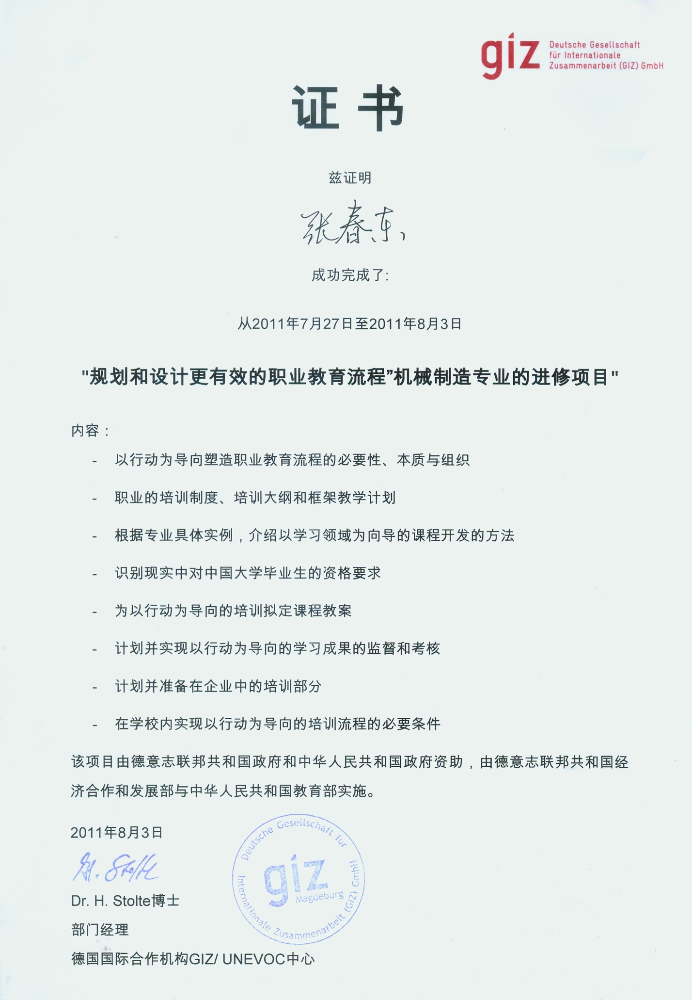 giz
Deutsche Gesellschaft
für Internationale
Zusammenarbeit (GIZ) GmbH
证书
兹证明
张春东
成功完成了:
从2011年7月27日至2011年8月3日
"规划和设计更有效的职业教育流程”机械制造专业的进修项目"
内容：
- 以行动为导向塑造职业教育流程的必要性、本质与组织
- 职业的培训制度、培训大纲和框架教学计划
- 根据专业具体实例，介绍以学习领域为向导的课程开发的方法
- 识别现实中对中国大学毕业生的资格要求
- 为以行动为导向的培训拟定课程教案
- 计划并实现以行动为导向的学习成果的监督和考核
- 计划并准备在企业中的培训部分
- 在学校内实现以行动为导向的培训流程的必要条件
该项目由德意志联邦共和国政府和中华人民共和国政府资助，由德意志联邦共和国经
济合作和发展部与中华人民共和国教育部实施。
2011年8月3日
H. Stolte
Dr. H. Stolte博士
部门经理
德国国际合作机构GIZ/ UNEVOC中心
Deutsche Gesellschaft für
Internationale Zusammenarbeit (GIZ) GmbH
giz
Magdeburg